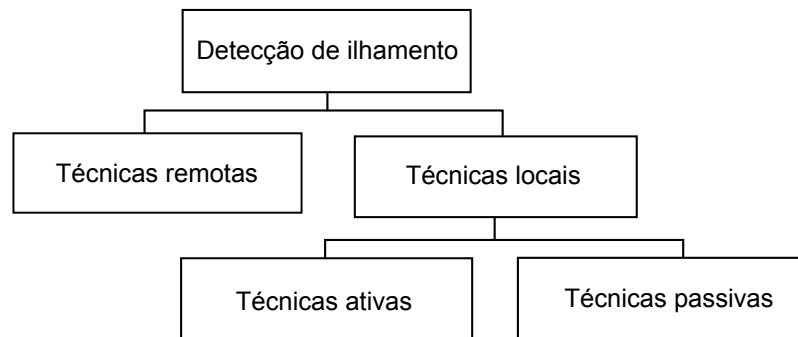 Detecção de ilhamento
Técnicas remotas
Técnicas locais
Técnicas ativas
Técnicas passivas